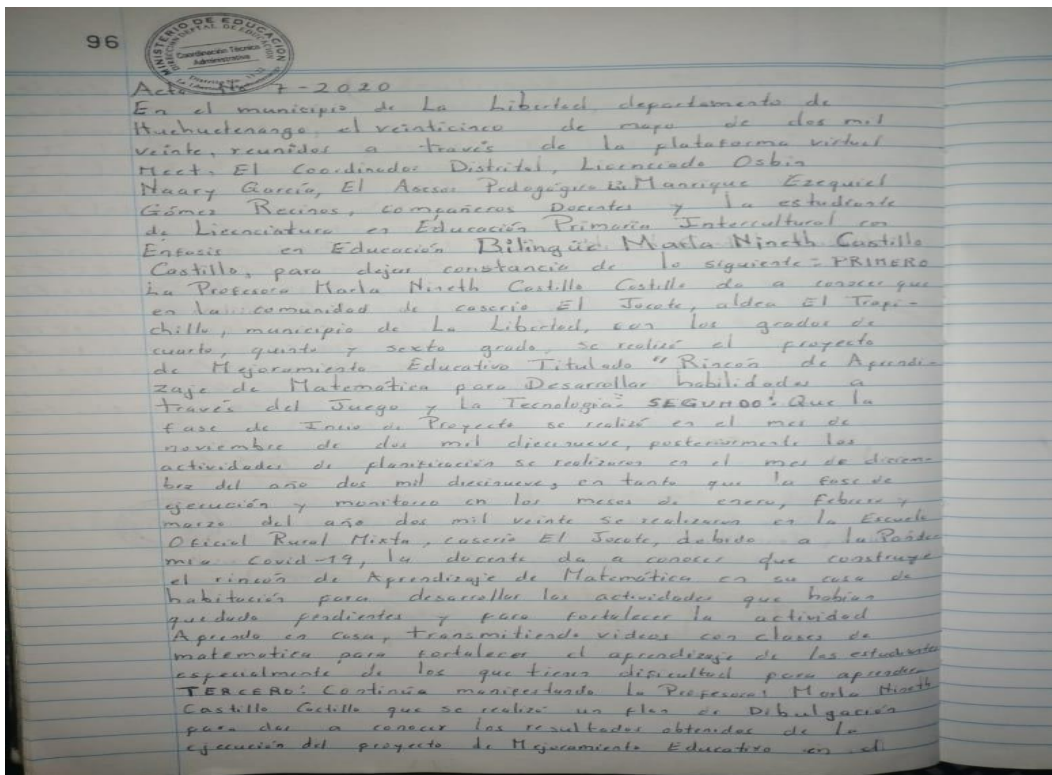 96
MINISTERIO DE EDUCACION
DIRECCION DEPTAL. DE EDUCACION
Coordinación Técnica
Administrativa
Acta No. 7-2020
En el municipio de La Libertad departamento de
Huehuetenango, el veinticinco de mayo de dos mil
veinte, reunidos a través de la plataforma virtual
Meet. El Coordinador Distrital, Licenciado Osbin
Naary García, El Asesor Pedagógico Lic. Manrique Ezequiel
Gómez Recinos, compañeros Docentes y la estudiante
de Licenciatura en Educación Primaria Intercultural con
Enfasis en Educación Bilingüe Marla Nineth Castillo
Castillo, para dejar constancia de lo siguiente: PRIMERO
La Profesora Marla Nineth Castillo Castillo da a conocer que
en la comunidad de caserío El Jocote, aldea El Trapi-
chillo, municipio de La Libertad, con los grados de
cuarto, quinto y sexto grado, se realizó el proyecto
de Mejoramiento Educativo Titulado "Rincón de Aprendi-
zaje de Matemática para Desarrollar habilidades a
través del Juego y La Tecnología". SEGUNDO: Que la
fase de Inicio de Proyecto se realizó en el mes de
noviembre de dos mil diecinueve, posteriormente las
actividades de planificación se realizaron en el mes de diciem-
bre del año dos mil diecinueve, en tanto que la fase de
ejecución y monitoreo en los meses de enero, febrero y
marzo del año dos mil veinte se realizaron en la Escuela
Oficial Rural Mixta, caserío El Jocote, debido a la Pande
mia Covid-19, la docente da a conocer que construye
el rincón de Aprendizaje de Matemática en su casa de
habitación para desarrollar las actividades que habían
quedado pendientes y para fortalecer la actividad
Aprendo en casa, transmitiendo videos con clases de
matematica para fortalecer el aprendizaje de los estudiantes
especialmente de los que tienen dificultad para aprender
TERCERO: Continúa manifestando la Profesora: Marla Nineth
Castillo Castillo que se realizó un plan de Dibulgación
para dar a conocer los resultados obtenidos de la
ejecución del proyecto de Mejoramiento Educativo en el